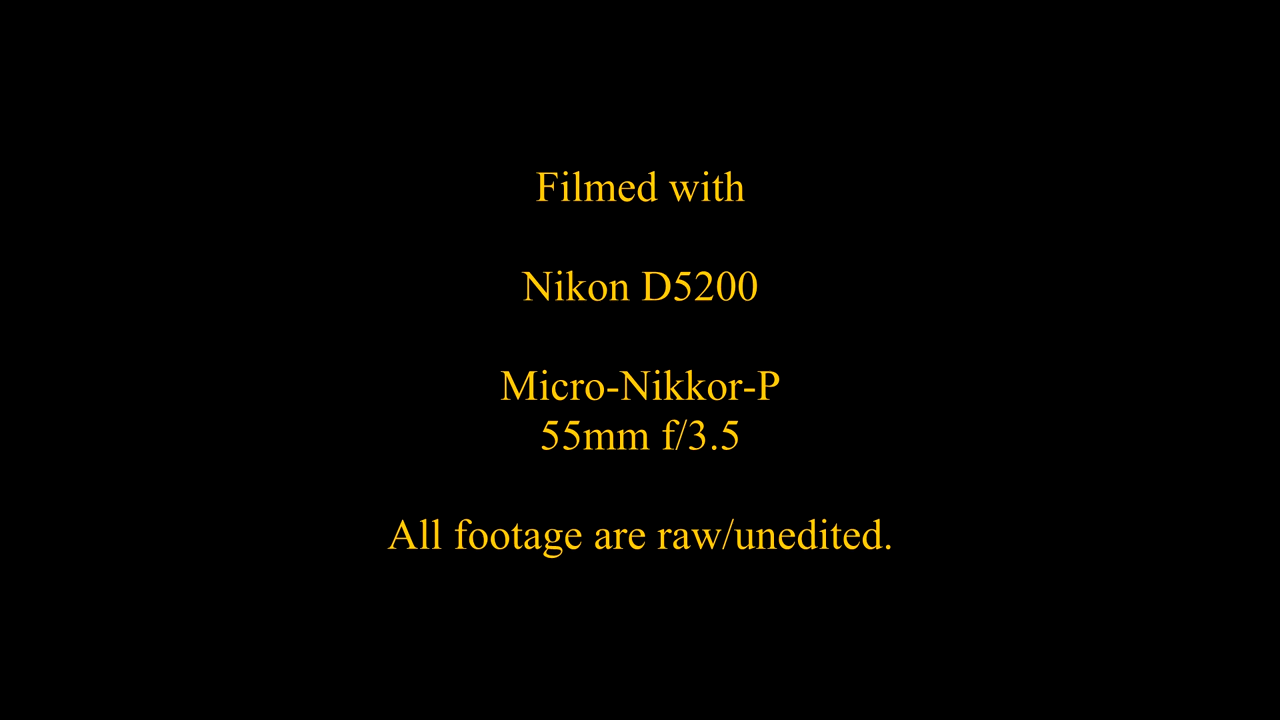 Filmed with
Nikon D5200
Micro-Nikkor-P
55mm f/3.5
All footage are raw/unedited.